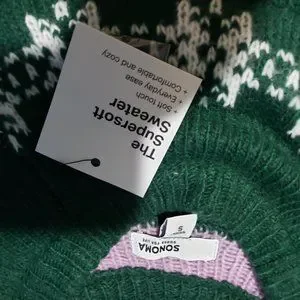 The
Supersoft
Sweater
+ Soft touch
+ Everyday ease
+ Comfortable and cozy
S
SONOMA
GOODS FOR LIFE